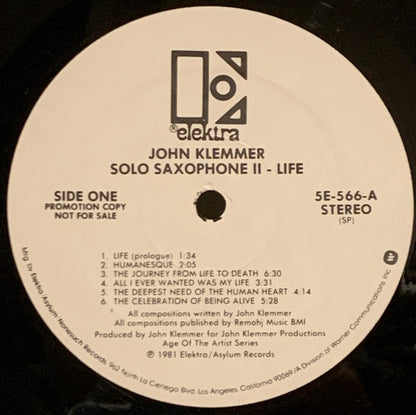 ®elektra
JOHN KLEMMER
SOLO SAXOPHONE II - LIFE
SIDE ONE
PROMOTION COPY
NOT FOR SALE
5E-566-A
STEREO
(SP)
1. LIFE (prologue) 1:34
2. HUMANESQUE 2:05
3. THE JOURNEY FROM LIFE TO DEATH 6:30
4. ALL I EVER WANTED WAS MY LIFE 3:31
5. THE DEEPEST NEED OF THE HUMAN HEART 4:14
6. THE CELEBRATION OF BEING ALIVE 5:28
All compositions written by John Klemmer
All compositions published by Remohj Music BMI
Produced by John Klemmer for John Klemmer Productions
Age Of The Artist Series
℗ 1981 Elektra/Asylum Records
Mfg. by Elektra/Asylum/Nonesuch Records, 962 North La Cienega Blvd. Los Angeles, California 90069 /A Division of Warner Communications Inc.